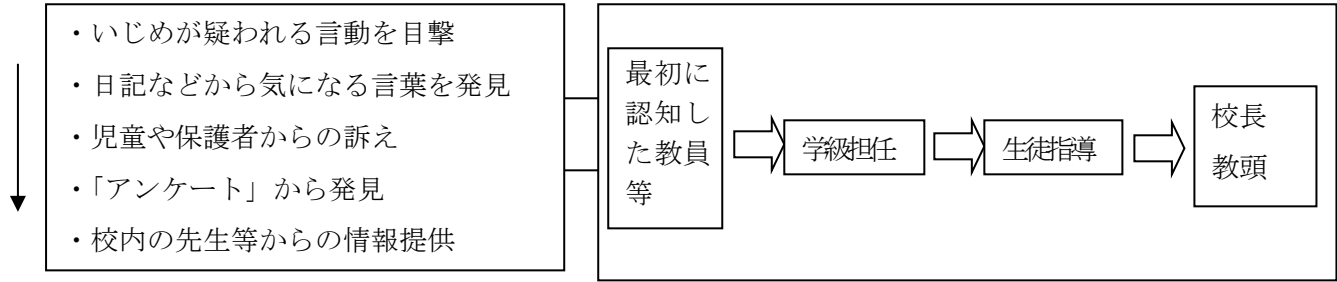 ・いじめが疑われる言動を目撃
・日記などから気になる言葉を発見
・児童や保護者からの訴え
・「アンケート」から発見
・校内の先生等からの情報提供
最初に
認知し
た教員
等
学級担任
生徒指導
校長
教頭